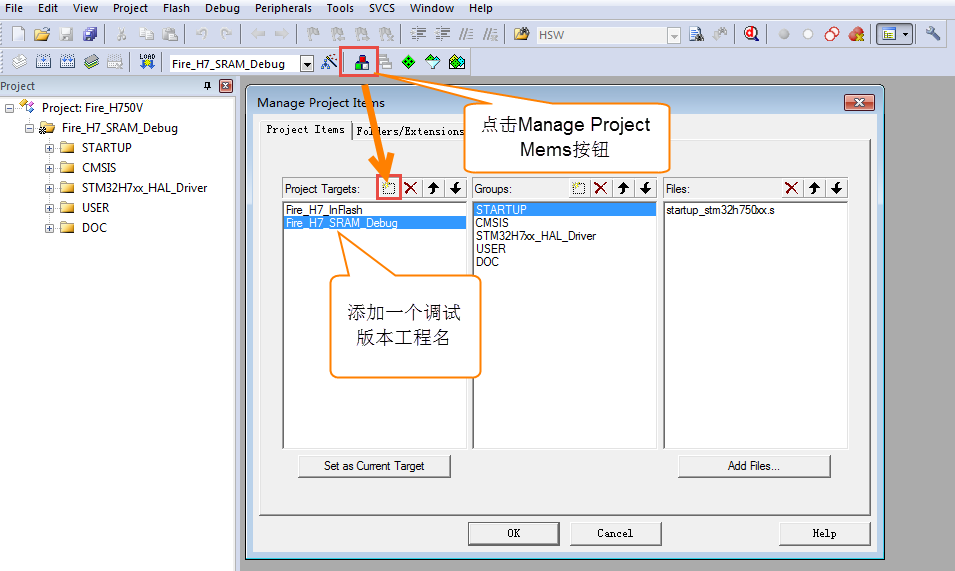 File Edit View Project Flash Debug Peripherals Tools SVCS Window Help
HSW
LOAD Fire_H7_SRAM_Debug
Project
Project: Fire_H750V
Fire_H7_SRAM_Debug
STARTUP
CMSIS
STM32H7xx_HAL_Driver
USER
DOC
Manage Project Items
Project Items Folders/Extensions
点击Manage Project
Mems按钮
Project Targets: Groups: Files:
Fire_H7_InFlash
Fire_H7_SRAM_Debug
STARTUP
CMSIS
STM32H7xx_HAL_Driver
USER
DOC
startup_stm32h750xx.s
添加一个调试
版本工程名
Set as Current Target Add Files...
OK Cancel Help